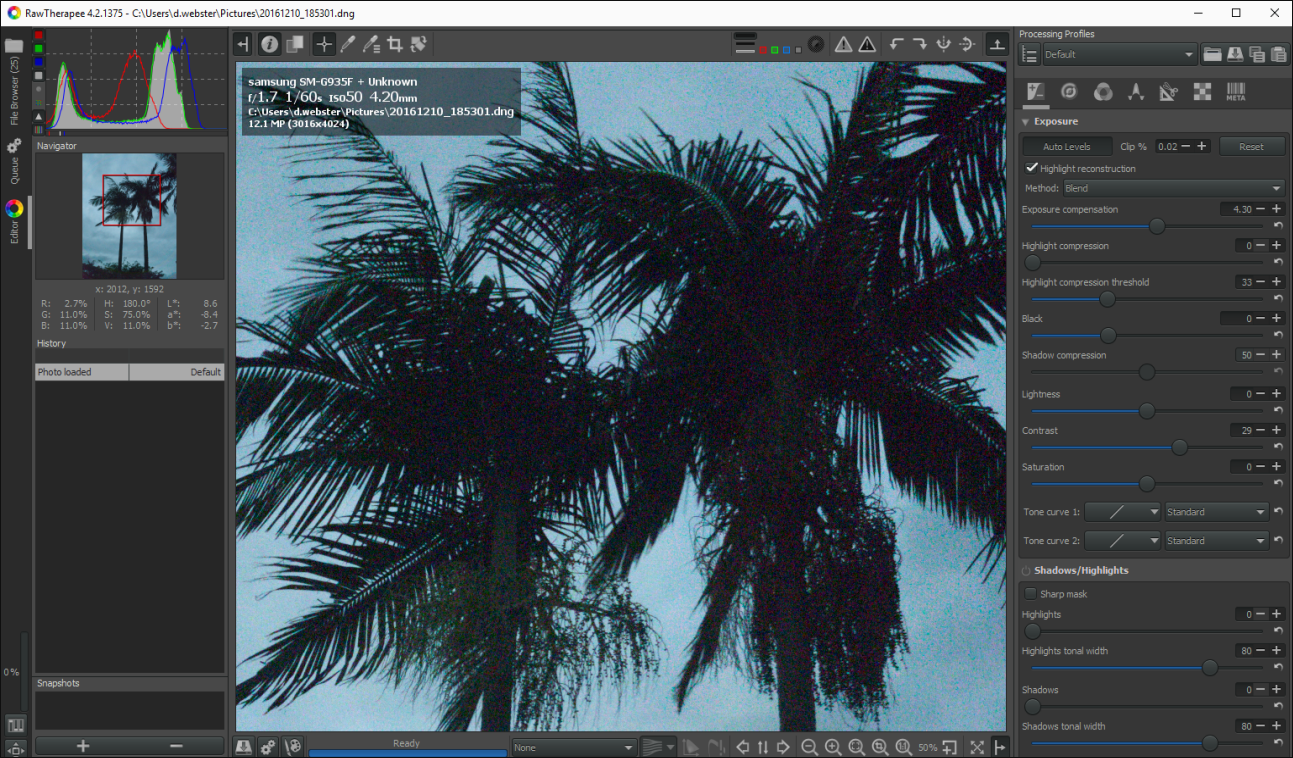 RawTherapee 4.2.1375 - C:\Users\d.webster\Pictures\20161210_185301.dng
File Browser (25)
Queue
Editor
0%
Navigator
x: 2012, y: 1592
R: 2.7% H: 180.0° L*: 8.6
G: 11.0% S: 75.0% a*: -8.4
B: 11.0% V: 11.0% b*: -2.7
History
Photo loaded Default
Snapshots
samsung SM-G935F + Unknown
f/1.7 1/60s ISO50 4.20mm
C:\Users\d.webster\Pictures\20161210_185301.dng
12.1 MP (3016x4024)
Ready
None
50%
Processing Profiles
Default
META
Exposure
Auto Levels Clip % 0.02 Reset
Highlight reconstruction
Method: Blend
Exposure compensation 4.30
Highlight compression 0
Highlight compression threshold 33
Black 0
Shadow compression 50
Lightness 0
Contrast 29
Saturation 0
Tone curve 1: Standard
Tone curve 2: Standard
Shadows/Highlights
Sharp mask
Highlights 0
Highlights tonal width 80
Shadows 0
Shadows tonal width 80